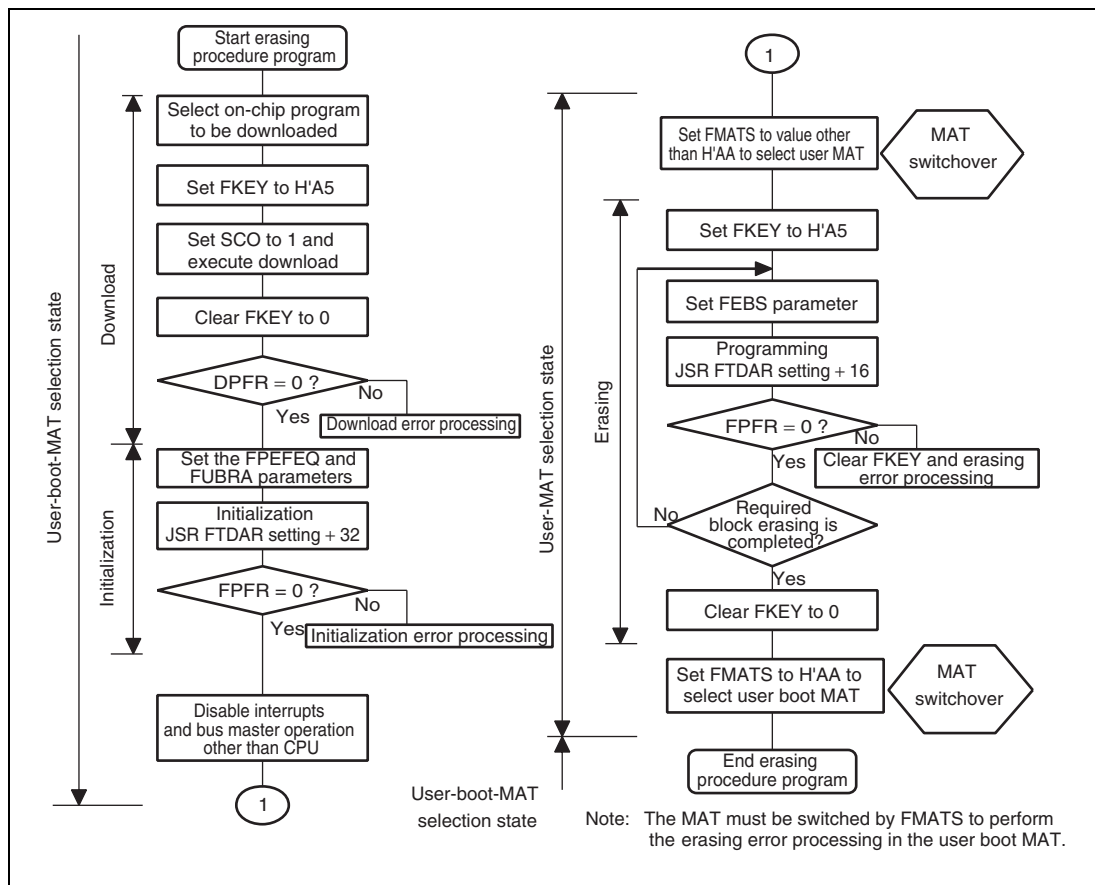 Start erasing
procedure program
Select on-chip program
to be downloaded
Set FKEY to H'A5
Set SCO to 1 and
execute download
Clear FKEY to 0
DPFR = 0 ?
No
Yes
Download error processing
Set the FPEFEQ and
FUBRA parameters
Initialization
JSR FTDAR setting + 32
FPFR = 0 ?
No
Yes
Initialization error processing
Disable interrupts
and bus master operation
other than CPU
1
User-boot-MAT selection state
Download
Initialization
1
Set FMATS to value other
than H'AA to select user MAT
MAT
switchover
Set FKEY to H'A5
Set FEBS parameter
Programming
JSR FTDAR setting + 16
FPFR = 0 ?
No
Yes
Clear FKEY and erasing
error processing
Required
block erasing is
completed?
No
Yes
Clear FKEY to 0
Set FMATS to H'AA to
select user boot MAT
MAT
switchover
End erasing
procedure program
User-MAT selection state
Erasing
User-boot-MAT
selection state
Note: The MAT must be switched by FMATS to perform
the erasing error processing in the user boot MAT.